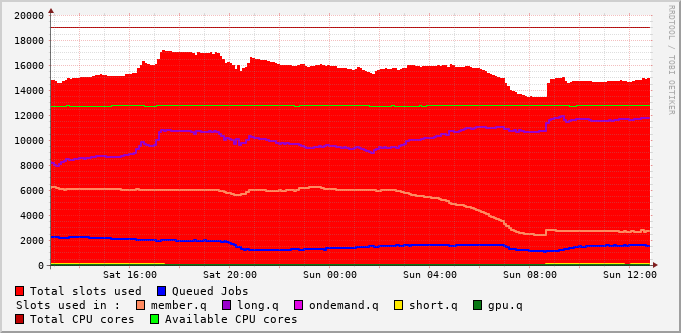 20000
18000
16000
14000
12000
10000
8000
6000
4000
2000
0
Sat 16:00 Sat 20:00 Sun 00:00 Sun 04:00 Sun 08:00 Sun 12:00
RRDTOOL / TOBI OETIKER
Total slots used Queued Jobs
Slots used in : member.q long.q ondemand.q short.q gpu.q
Total CPU cores Available CPU cores